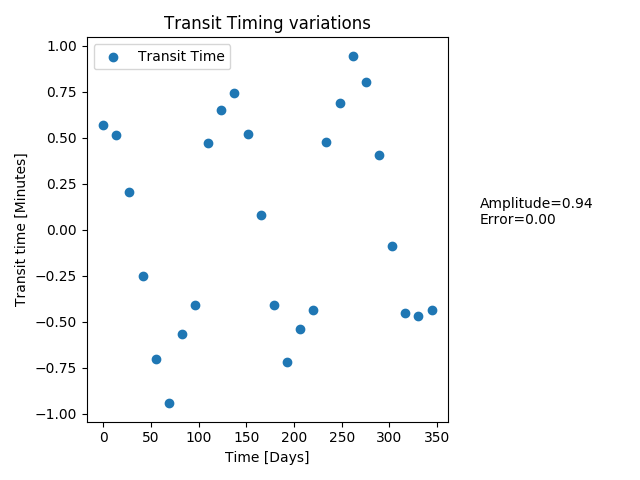 Transit Timing variations
Transit Time
1.00
0.75
0.50
0.25
0.00
−0.25
−0.50
−0.75
−1.00
Transit time [Minutes]
0 50 100 150 200 250 300 350
Time [Days]
Amplitude=0.94
Error=0.00